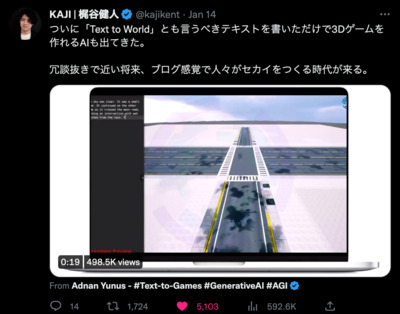 KAJI | 梶谷健人 @kajikent · Jan 14
ついに「Text to World」とも言うべきテキストを書いただけで3Dゲームを
作れるAIも出てきた。
冗談抜きで近い将来、ブログ感覚で人々がセカイをつくる時代が来る。
0:19 498.5K views
From Adnan Yunus - #Text-to-Games #GenerativeAI #AGI
14 1,724 5,103 592.6K